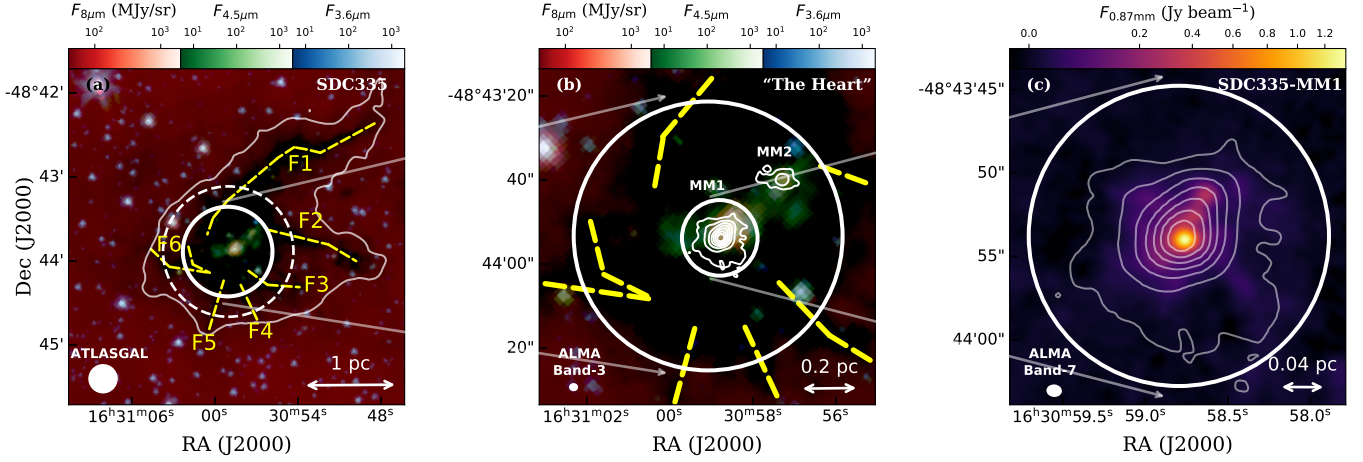 F8μm (MJy/sr) F4.5μm F3.6μm
10² 10³ 10¹ 10² 10³ 10¹ 10² 10³
(a) SDC335
-48°42'
43'
44'
45'
Dec (J2000)
F1
F2
F3
F4
F5
F6
ATLASGAL
1 pc
16ʰ31ᵐ06ˢ 00ˢ 30ᵐ54ˢ 48ˢ
RA (J2000)
F8μm (MJy/sr) F4.5μm F3.6μm
10² 10³ 10¹ 10² 10³ 10¹ 10² 10³
(b) “The Heart”
-48°43'20"
40"
44'00"
20"
MM2
MM1
ALMA
Band-3
0.2 pc
16ʰ31ᵐ02ˢ 00ˢ 30ᵐ58ˢ 56ˢ
RA (J2000)
F0.87mm (Jy beam⁻¹)
0.0 0.2 0.4 0.6 0.8 1.0 1.2
(c) SDC335-MM1
-48°43'45"
50"
55"
44'00"
ALMA
Band-7
0.04 pc
16ʰ30ᵐ59.5ˢ 59.0ˢ 58.5ˢ 58.0ˢ
RA (J2000)